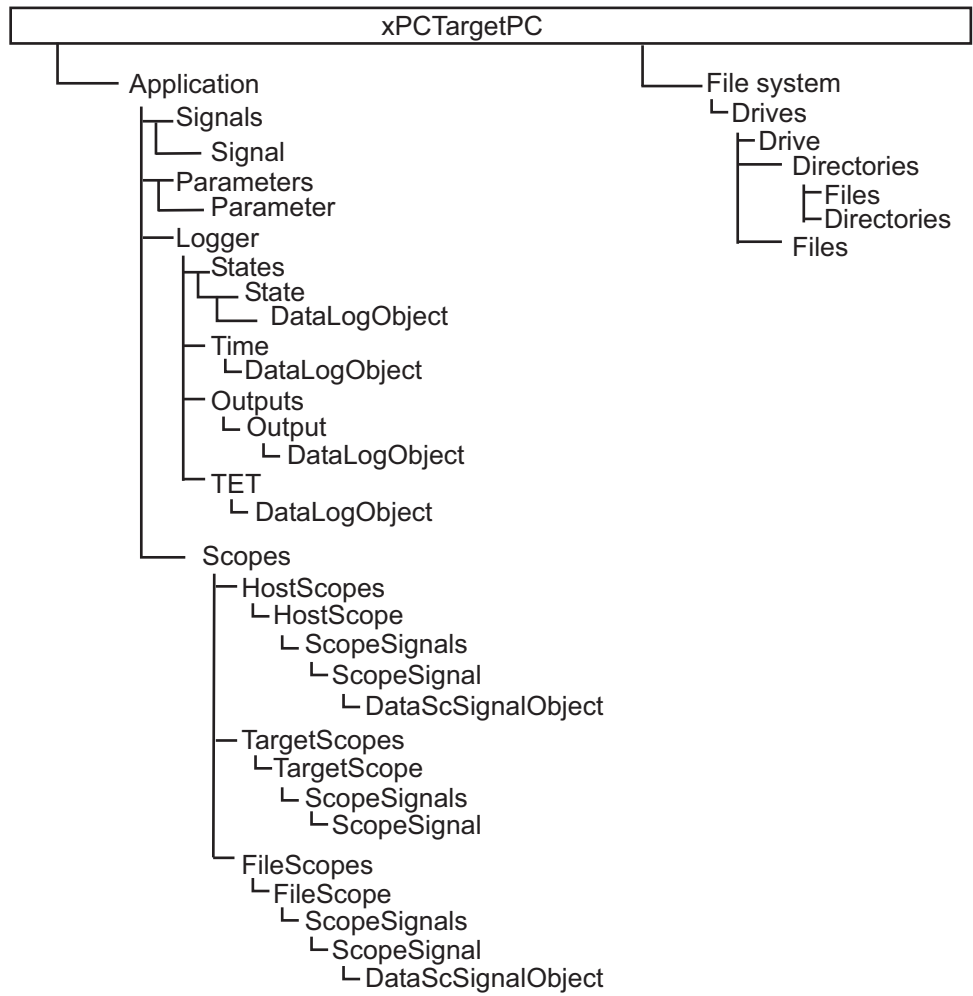 xPCTargetPC
Application
Signals
Signal
Parameters
Parameter
Logger
States
State
DataLogObject
Time
DataLogObject
Outputs
Output
DataLogObject
TET
DataLogObject
Scopes
HostScopes
HostScope
ScopeSignals
ScopeSignal
DataScSignalObject
TargetScopes
TargetScope
ScopeSignals
ScopeSignal
FileScopes
FileScope
ScopeSignals
ScopeSignal
DataScSignalObject
File system
Drives
Drive
Directories
Files
Directories
Files